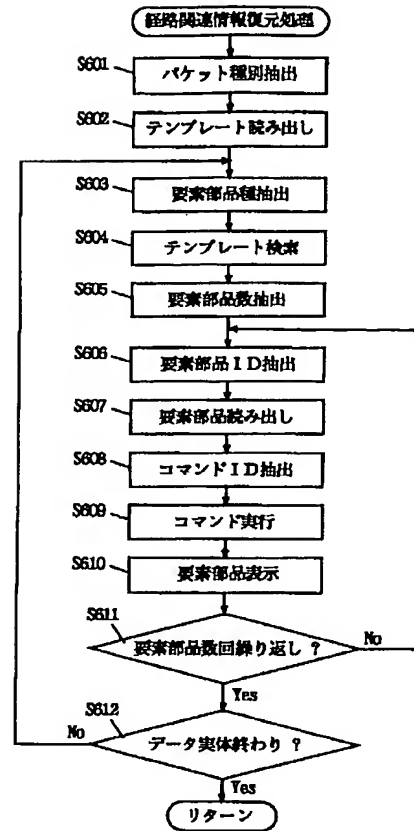 経路関連情報復元処理
S601
パケット種別抽出
S602
テンプレート読み出し
S603
要素部品種抽出
S604
テンプレート検索
S605
要素部品数抽出
S606
要素部品ID抽出
S607
要素部品読み出し
S608
コマンドID抽出
S609
コマンド実行
S610
要素部品表示
S611
要素部品数回繰り返し ?
No
Yes
S612
No
データ実体終わり ?
Yes
リターン